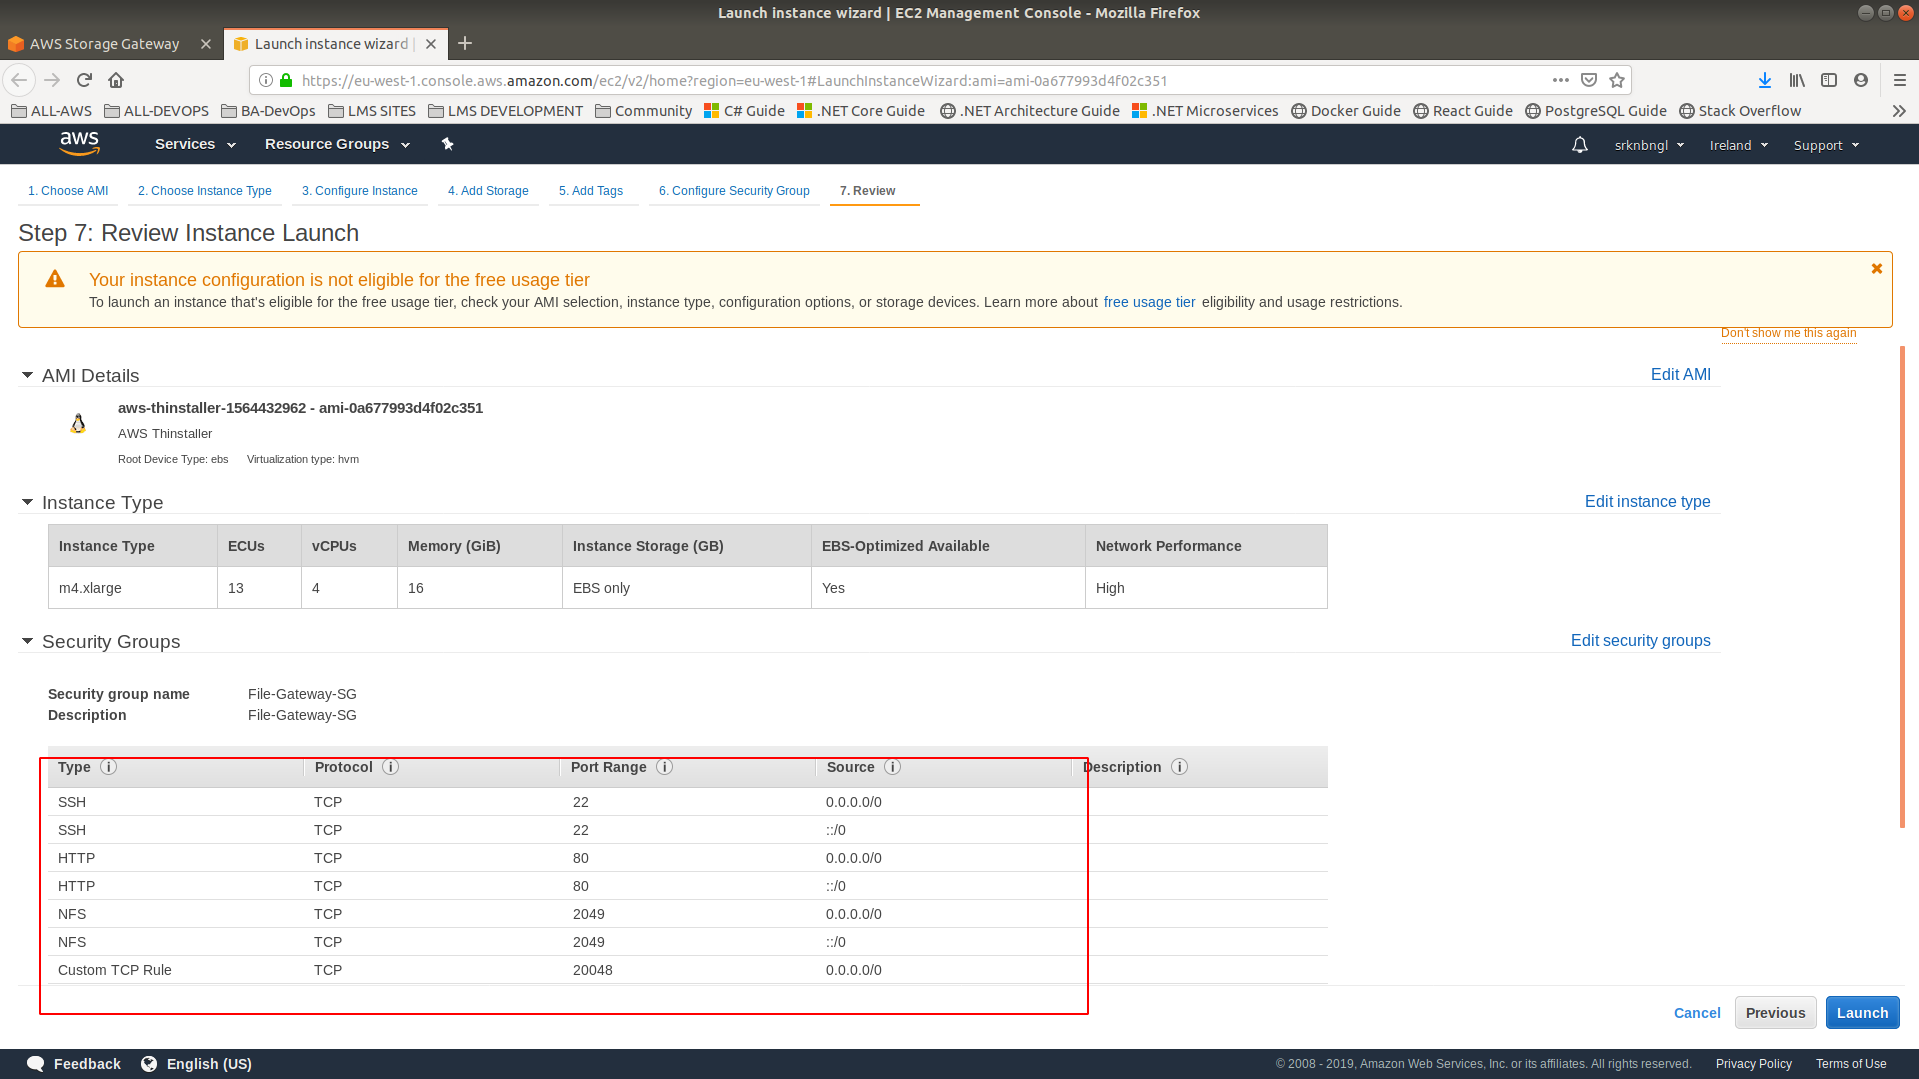 Launch instance wizard | EC2 Management Console - Mozilla Firefox
AWS Storage Gateway
Launch instance wizard |
https://eu-west-1.console.aws.amazon.com/ec2/v2/home?region=eu-west-1#LaunchInstanceWizard:ami=ami-0a677993d4f02c351
ALL-AWS ALL-DEVOPS BA-DevOps LMS SITES LMS DEVELOPMENT Community C# Guide .NET Core Guide .NET Architecture Guide .NET Microservices Docker Guide React Guide PostgreSQL Guide Stack Overflow
aws Services Resource Groups srknbngl Ireland Support
1. Choose AMI 2. Choose Instance Type 3. Configure Instance 4. Add Storage 5. Add Tags 6. Configure Security Group 7. Review
Step 7: Review Instance Launch
Your instance configuration is not eligible for the free usage tier
To launch an instance that's eligible for the free usage tier, check your AMI selection, instance type, configuration options, or storage devices. Learn more about free usage tier eligibility and usage restrictions.
Don't show me this again
AMI Details Edit AMI
aws-thinstaller-1564432962 - ami-0a677993d4f02c351
AWS Thinstaller
Root Device Type: ebs Virtualization type: hvm
Instance Type Edit instance type
Instance Type ECUs vCPUs Memory (GiB) Instance Storage (GB) EBS-Optimized Available Network Performance
m4.xlarge 13 4 16 EBS only Yes High
Security Groups Edit security groups
Security group name File-Gateway-SG
Description File-Gateway-SG
Type Protocol Port Range Source Description
SSH TCP 22 0.0.0.0/0
SSH TCP 22 ::/0
HTTP TCP 80 0.0.0.0/0
HTTP TCP 80 ::/0
NFS TCP 2049 0.0.0.0/0
NFS TCP 2049 ::/0
Custom TCP Rule TCP 20048 0.0.0.0/0
Cancel Previous Launch
Feedback English (US) © 2008 - 2019, Amazon Web Services, Inc. or its affiliates. All rights reserved. Privacy Policy Terms of Use